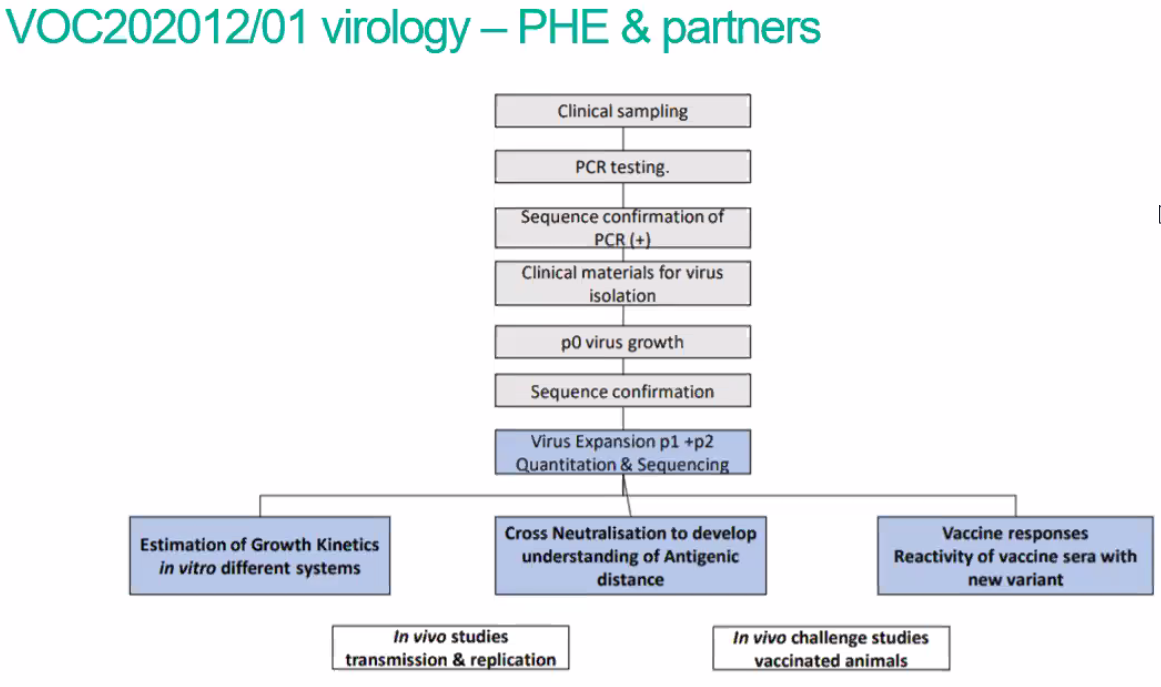 VOC202012/01 virology – PHE & partners
Clinical sampling
PCR testing.
Sequence confirmation of
PCR (+)
Clinical materials for virus
isolation
p0 virus growth
Sequence confirmation
Virus Expansion p1 +p2
Quantitation & Sequencing
Estimation of Growth Kinetics
in vitro different systems
Cross Neutralisation to develop
understanding of Antigenic
distance
Vaccine responses
Reactivity of vaccine sera with
new variant
In vivo studies
transmission & replication
In vivo challenge studies
vaccinated animals